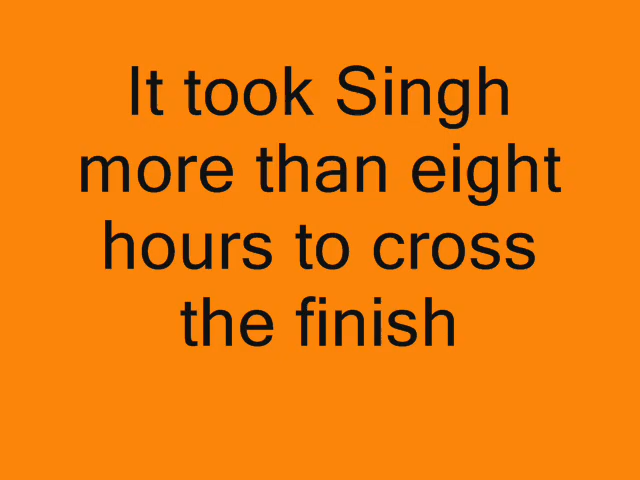 It took Singh
more than eight
hours to cross
the finish